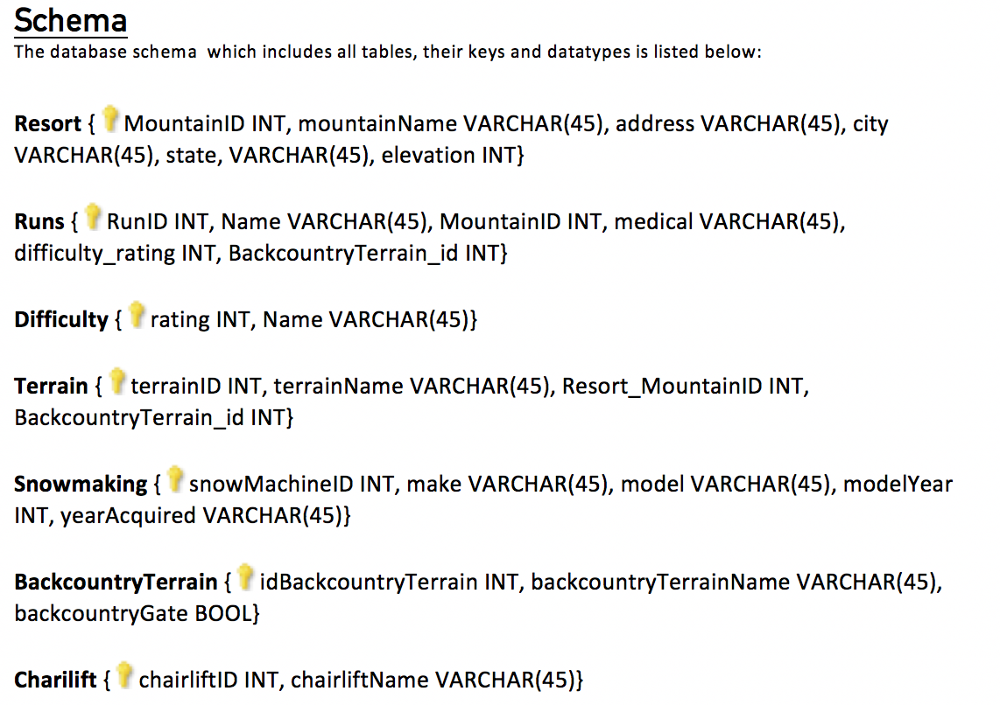 Schema
The database schema which includes all tables, their keys and datatypes is listed below:
Resort { MountainID INT, mountainName VARCHAR(45), address VARCHAR(45), city
VARCHAR(45), state, VARCHAR(45), elevation INT}
Runs { RunID INT, Name VARCHAR(45), MountainID INT, medical VARCHAR(45),
difficulty_rating INT, BackcountryTerrain_id INT}
Difficulty { rating INT, Name VARCHAR(45)}
Terrain { terrainID INT, terrainName VARCHAR(45), Resort_MountainID INT,
BackcountryTerrain_id INT}
Snowmaking { snowMachineID INT, make VARCHAR(45), model VARCHAR(45), modelYear
INT, yearAcquired VARCHAR(45)}
BackcountryTerrain { idBackcountryTerrain INT, backcountryTerrainName VARCHAR(45),
backcountryGate BOOL}
Charilift { chairliftID INT, chairliftName VARCHAR(45)}